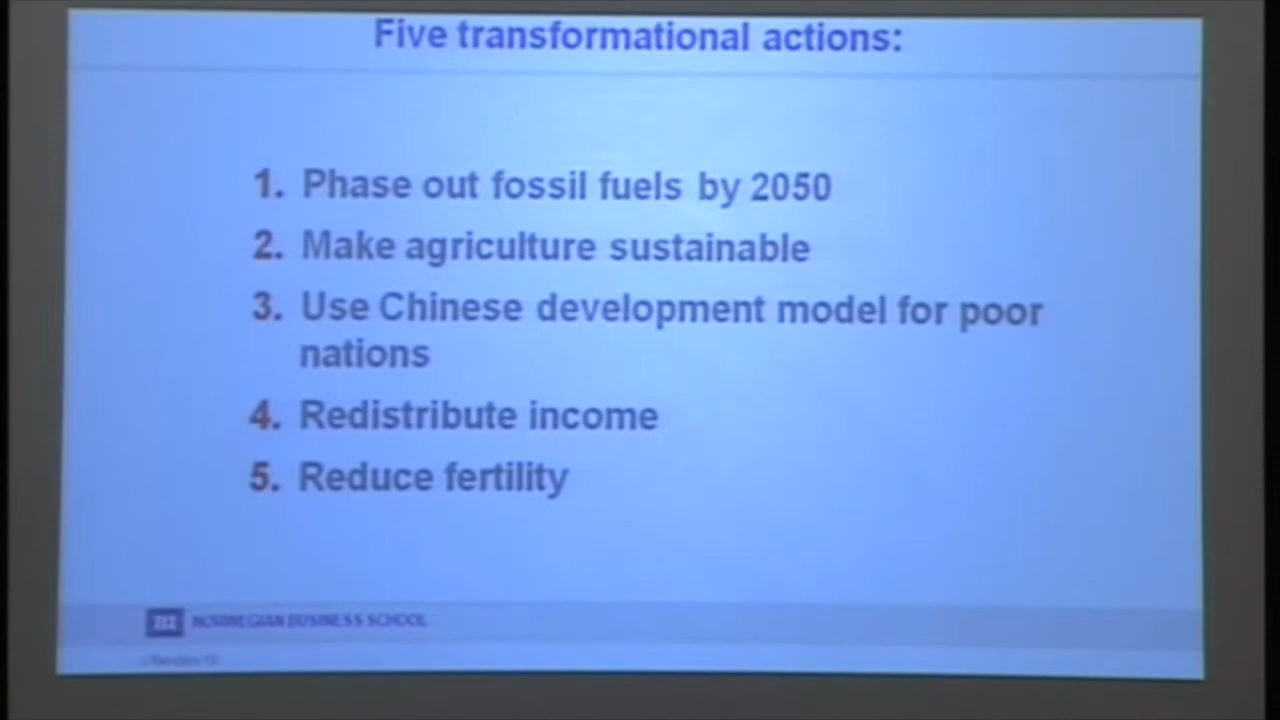 Five transformational actions:
1. Phase out fossil fuels by 2050
2. Make agriculture sustainable
3. Use Chinese development model for poor
nations
4. Redistribute income
5. Reduce fertility
BI NORWEGIAN BUSINESS SCHOOL